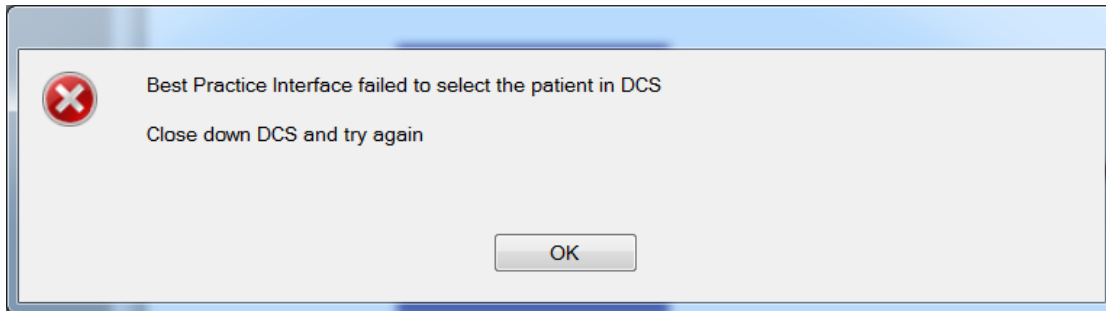 Best Practice Interface failed to select the patient in DCS
Close down DCS and try again
OK